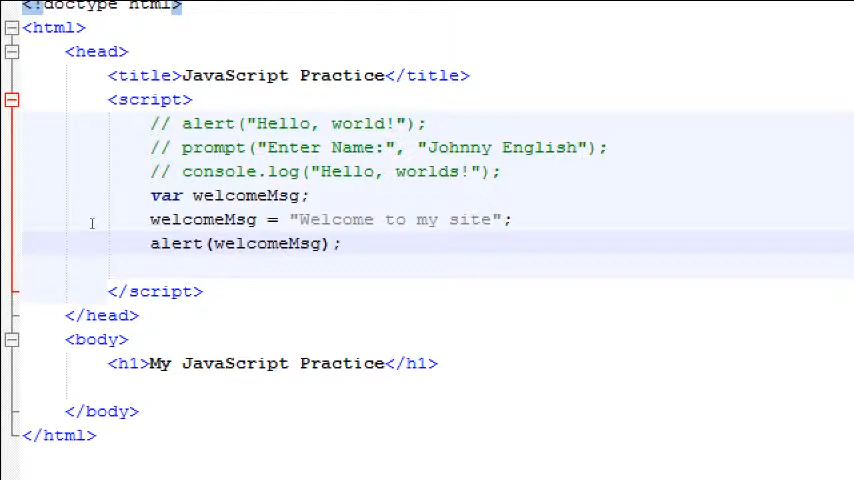 <!doctype html>
<html>
<head>
<title>JavaScript Practice</title>
<script>
// alert("Hello, world!");
// prompt("Enter Name:", "Johnny English");
// console.log("Hello, worlds!");
var welcomeMsg;
welcomeMsg = "Welcome to my site";
alert(welcomeMsg);
</script>
</head>
<body>
<h1>My JavaScript Practice</h1>
</body>
</html>